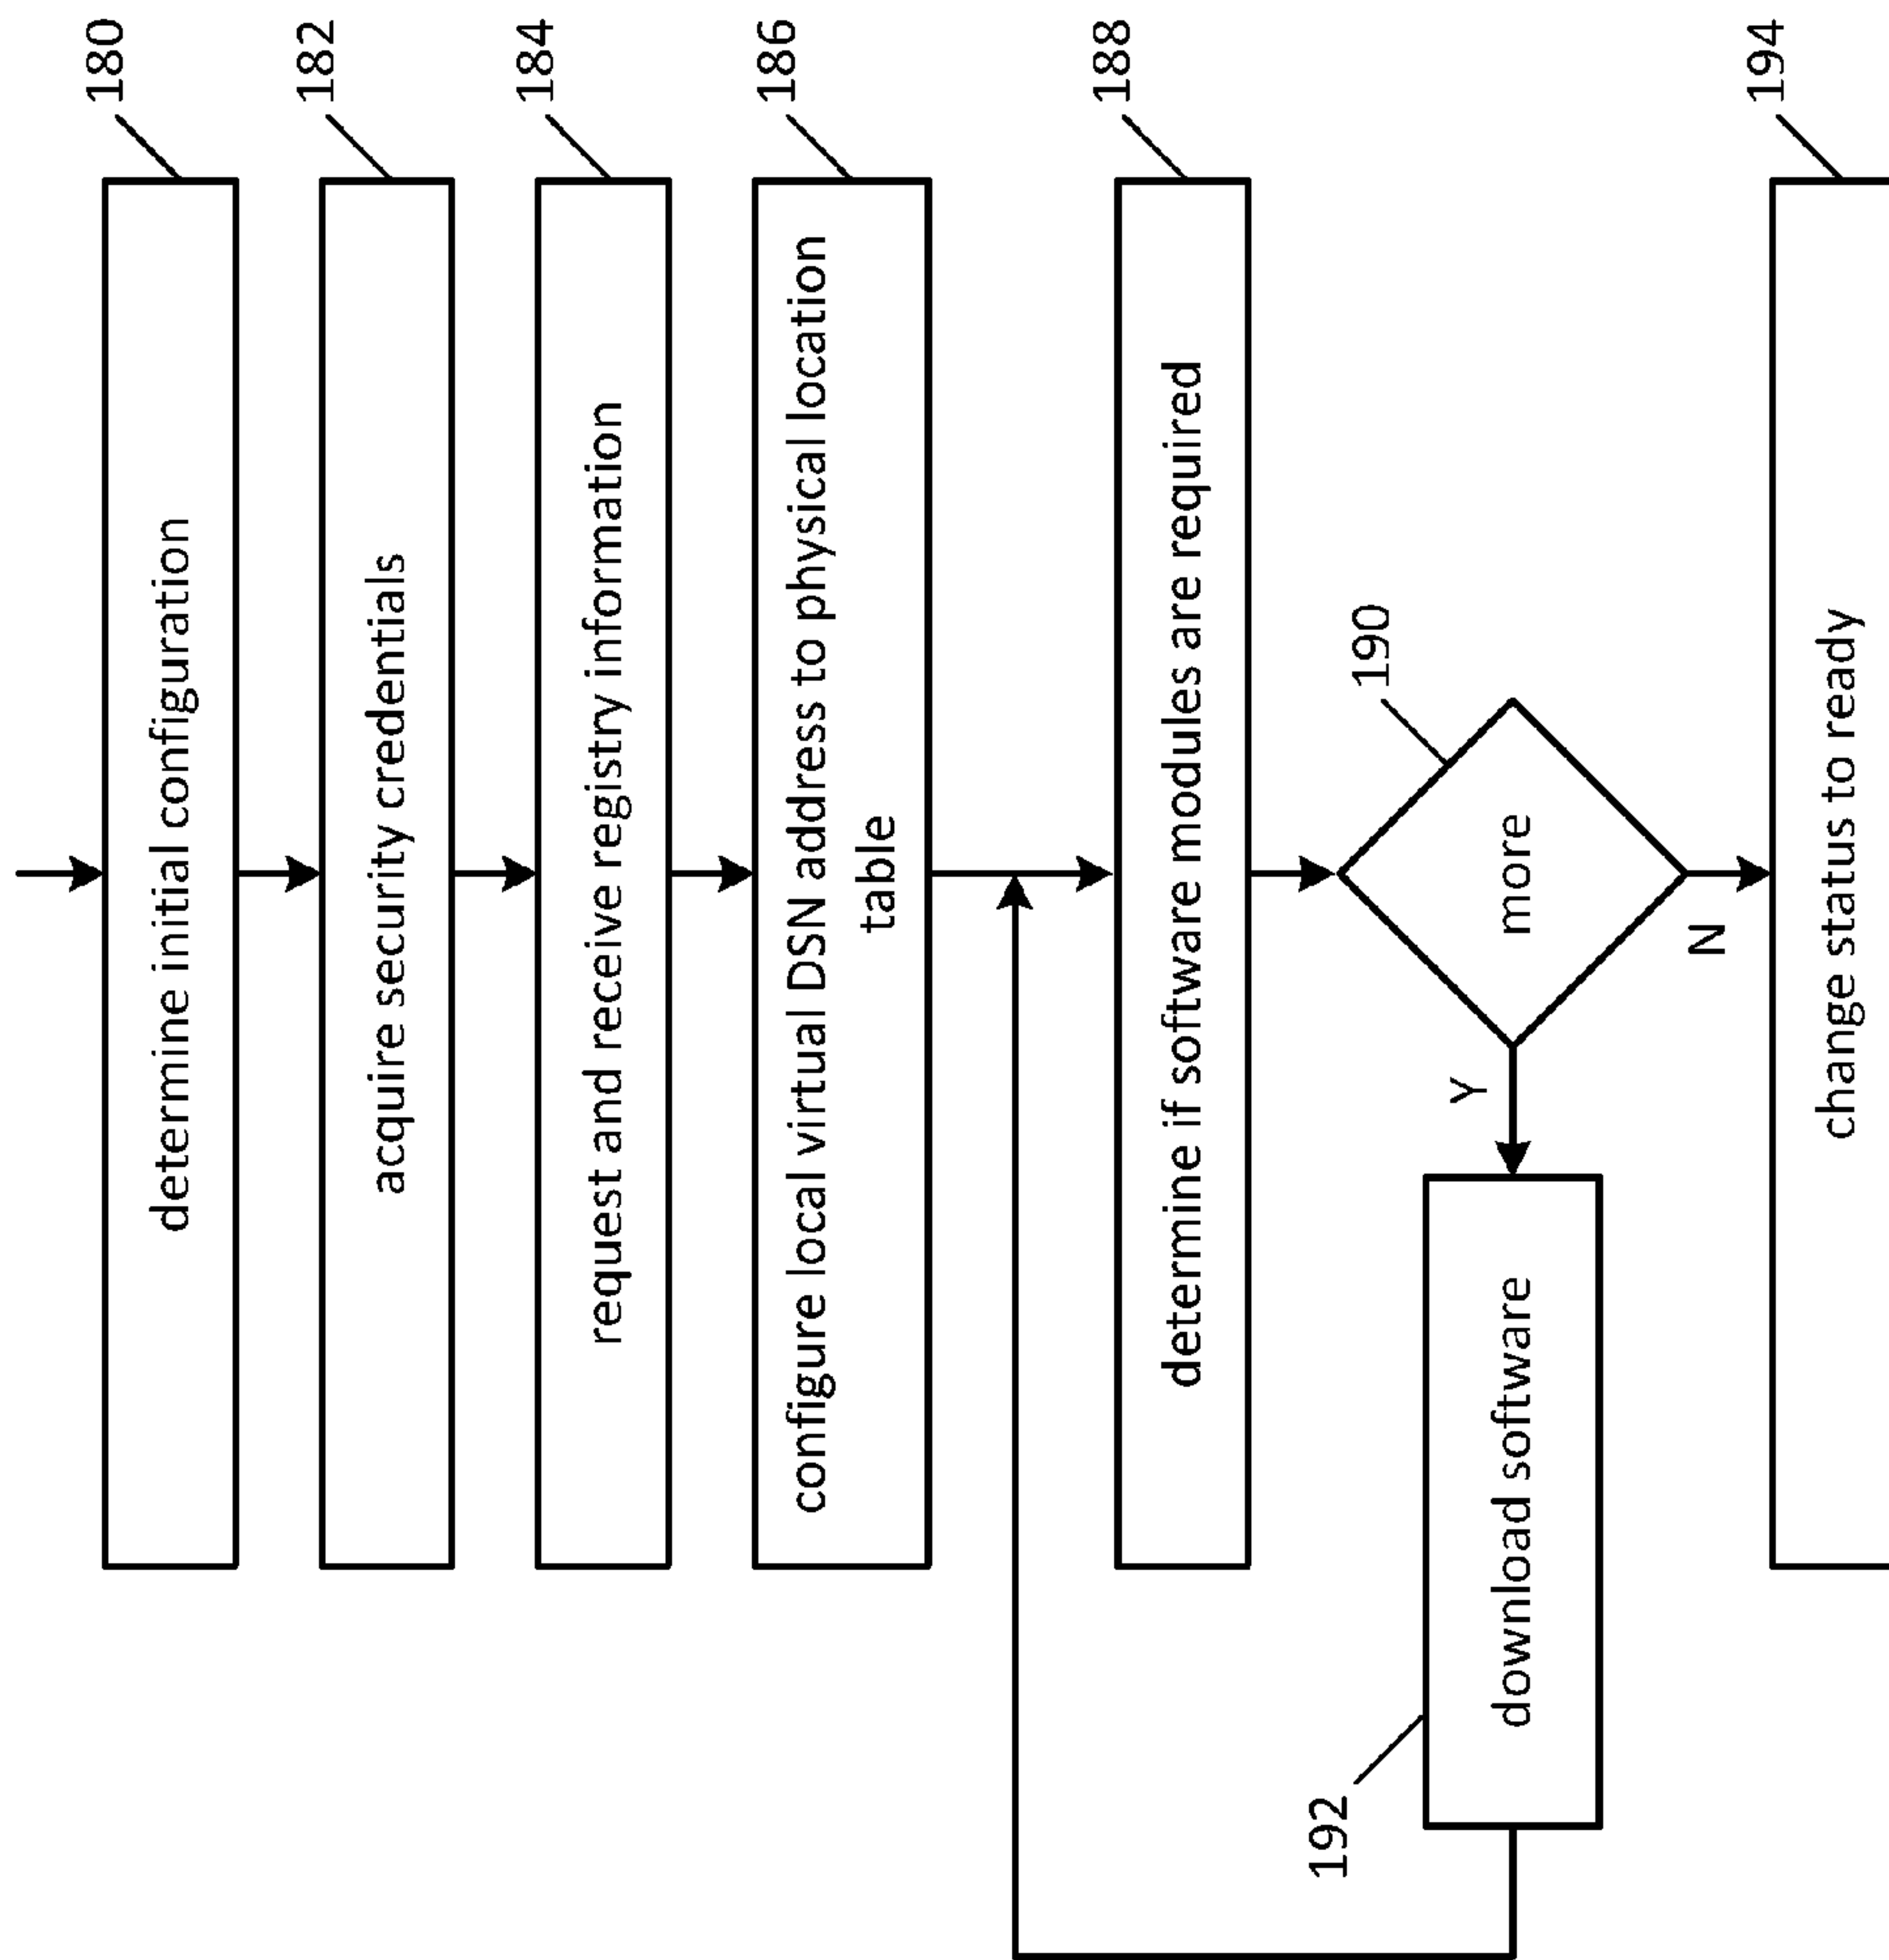 180
determine initial configuration
182
acquire security credentials
184
request and receive registry information
186
configure local virtual DSN address to physical location
table
188
determine if software modules are required
190
more
Y
N
192
download software
194
change status to ready